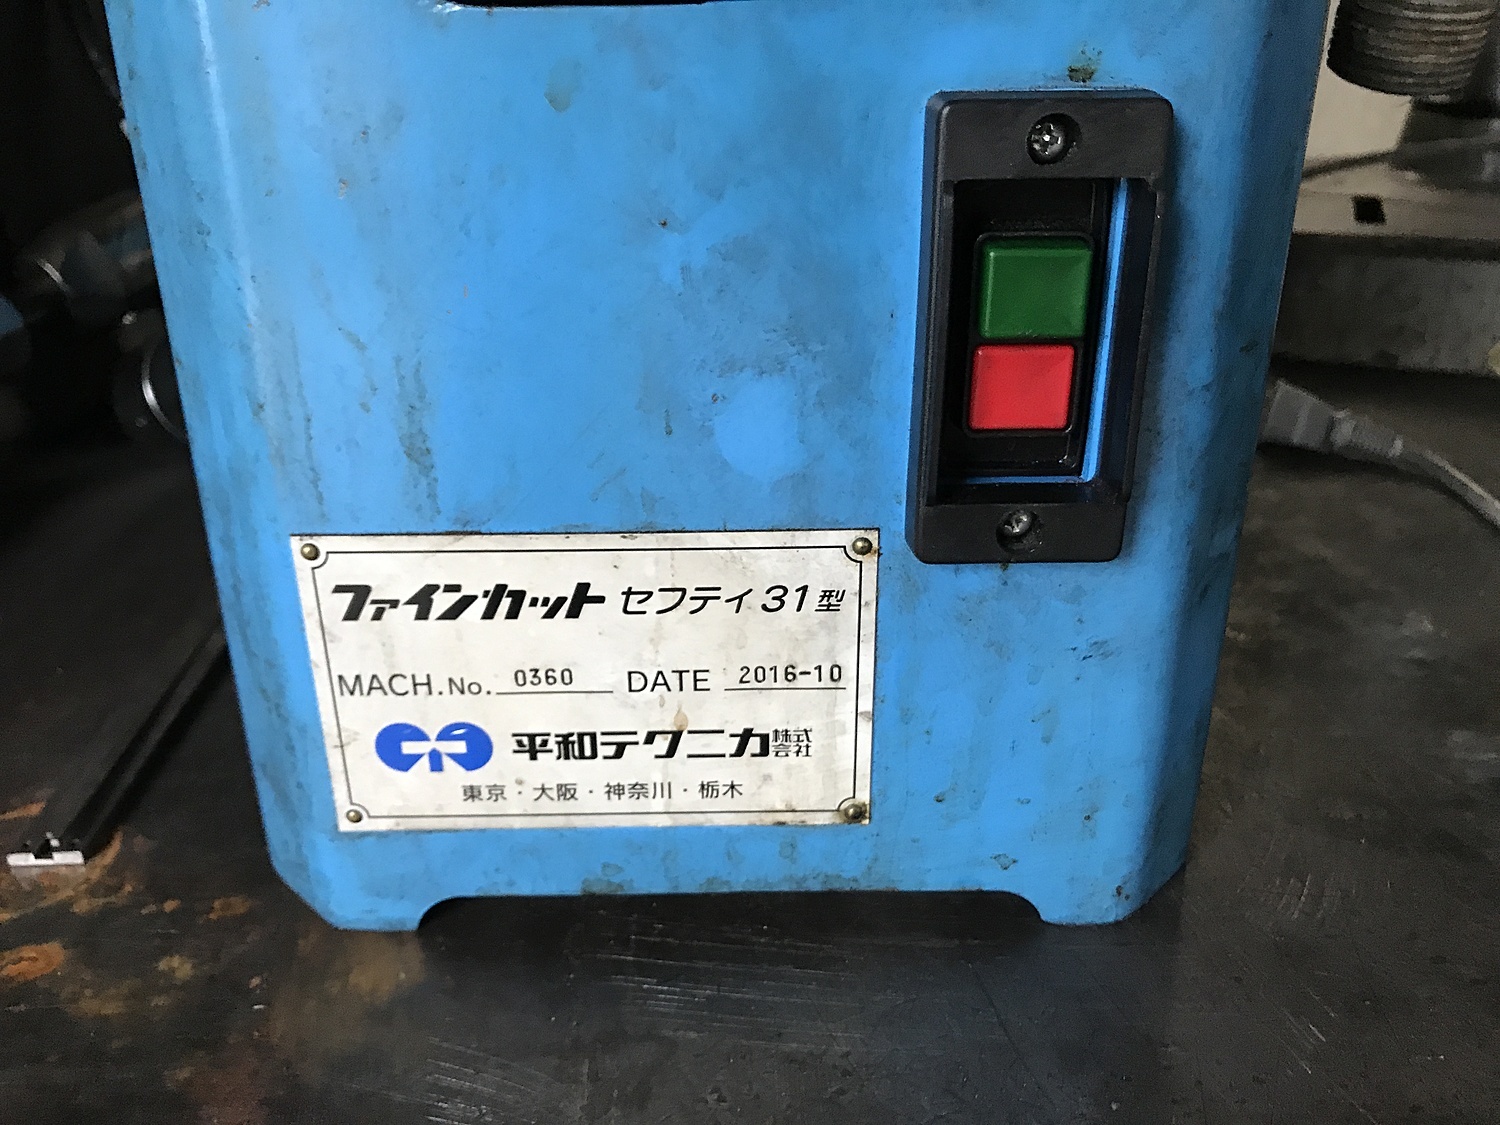 ファインカット セフティ 31型
MACH.No. 0360 DATE 2016-10
平和テクニカ株式会社
東京・大阪・神奈川・栃木